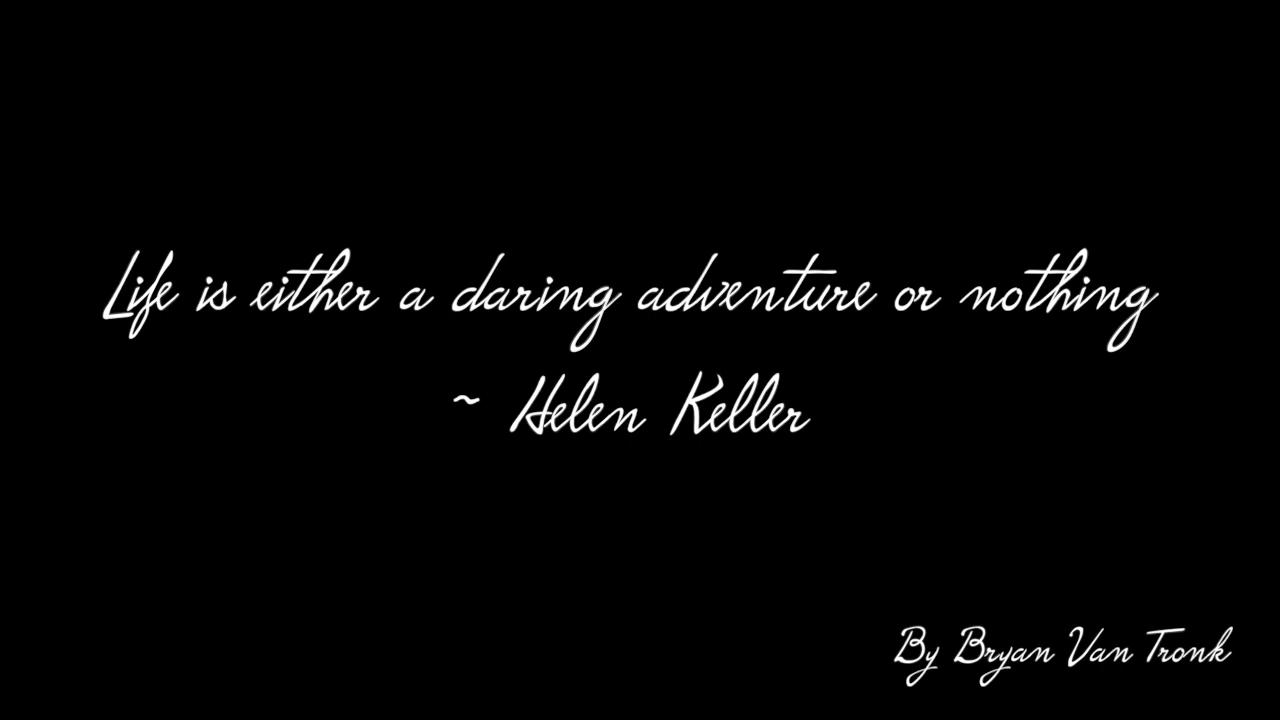 Life is either a daring adventure or nothing
~ Helen Keller
By Bryan Van Tronk